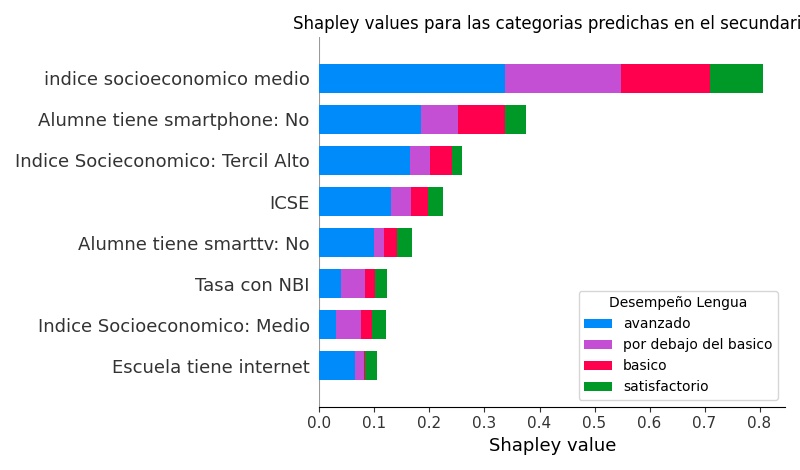 Shapley values para las categorias predichas en el secundari
indice socioeconomico medio
Alumne tiene smartphone: No
Indice Socieconomico: Tercil Alto
ICSE
Alumne tiene smarttv: No
Tasa con NBI
Indice Socioeconomico: Medio
Escuela tiene internet
Desempeño Lengua
avanzado
por debajo del basico
basico
satisfactorio
0.0 0.1 0.2 0.3 0.4 0.5 0.6 0.7 0.8
Shapley value